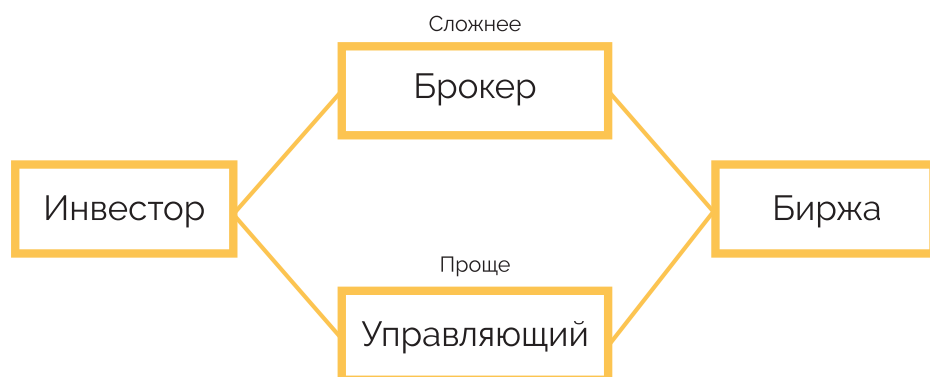 Сложнее
Брокер
Инвестор
Биржа
Проще
Управляющий